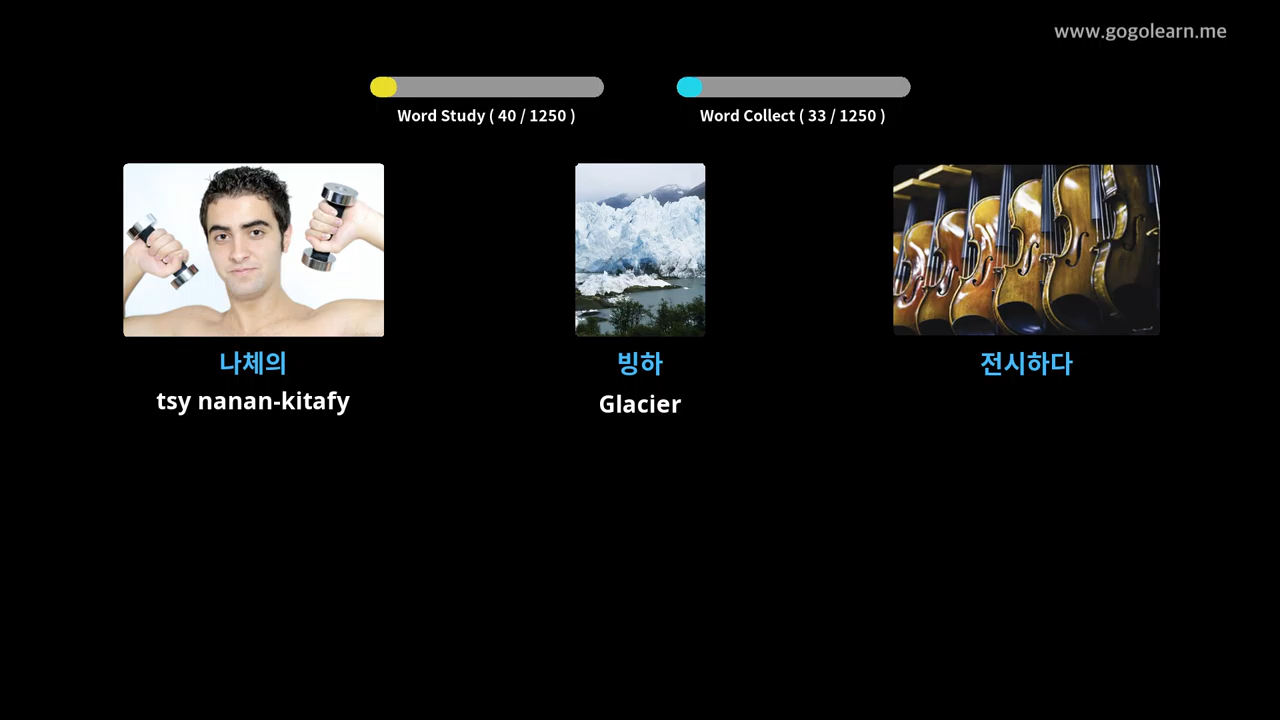 www.gogolearn.me
Word Study ( 40 / 1250 )
Word Collect ( 33 / 1250 )
나체의
tsy nanan-kitafy
빙하
Glacier
전시하다